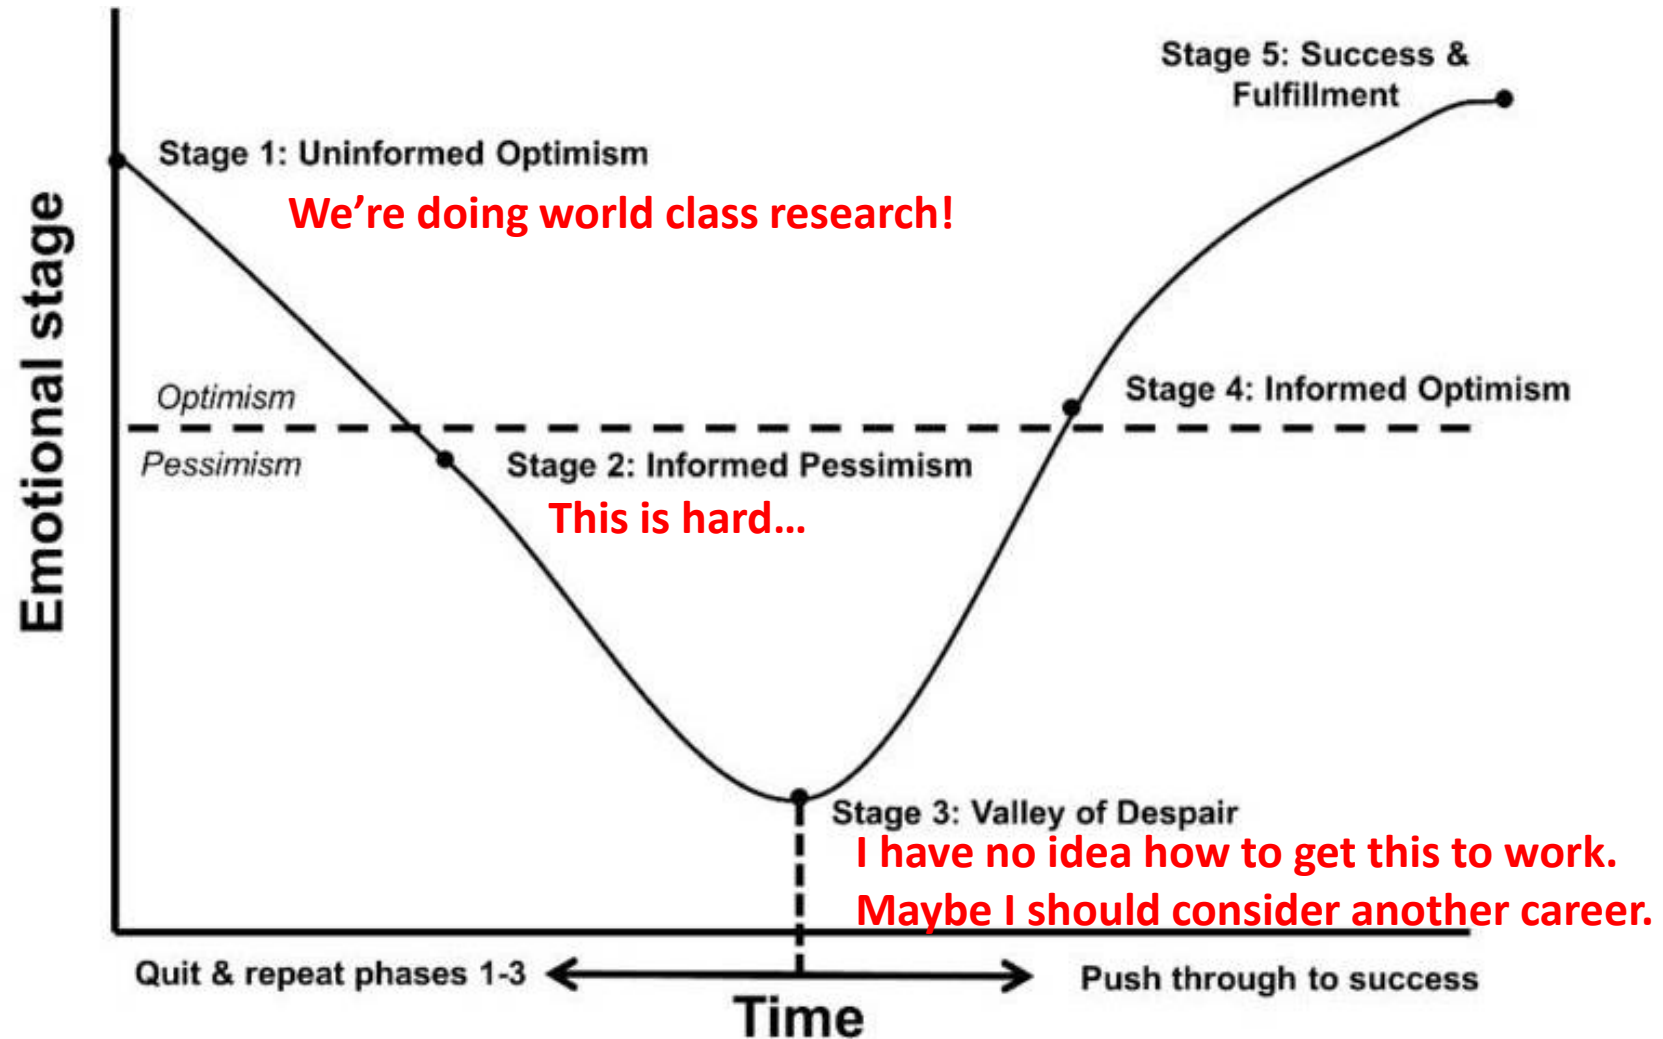 Stage 5: Success &
Fulfillment
Stage 1: Uninformed Optimism
We’re doing world class research!
Emotional stage
Optimism
Stage 4: Informed Optimism
Pessimism
Stage 2: Informed Pessimism
This is hard…
Stage 3: Valley of Despair
I have no idea how to get this to work.
Maybe I should consider another career.
Quit & repeat phases 1-3
Push through to success
Time